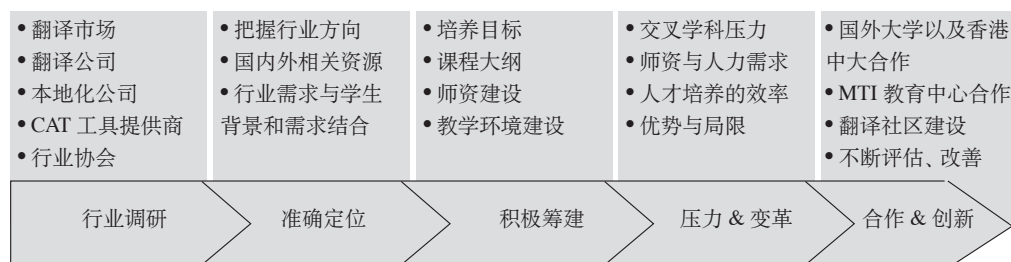 • 翻译市场
• 翻译公司
• 本地化公司
• CAT 工具提供商
• 行业协会
• 把握行业方向
• 国内外相关资源
• 行业需求与学生
背景和需求结合
• 培养目标
• 课程大纲
• 师资建设
• 教学环境建设
• 交叉学科压力
• 师资与人力需求
• 人才培养的效率
• 优势与局限
• 国外大学以及香港
中大合作
• MTI 教育中心合作
• 翻译社区建设
• 不断评估、改善
行业调研
准确定位
积极筹建
压力 & 变革
合作 & 创新